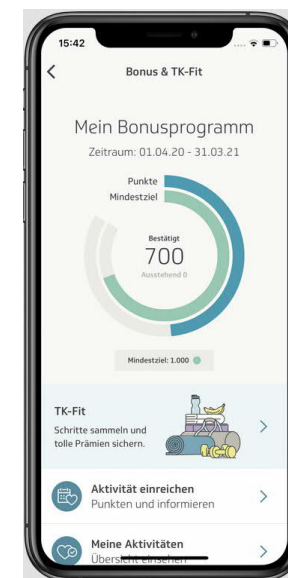 15:42
Bonus & TK-Fit
Mein Bonusprogramm
Zeitraum: 01.04.20 - 31.03.21
Punkte
Mindestziel
Bestätigt
700
Ausstehend 0
Mindestziel: 1.000
TK-Fit
Schritte sammeln und
tolle Prämien sichern.
Aktivität einreichen
Punkten und informieren
Meine Aktivitäten
Übersicht einsehen